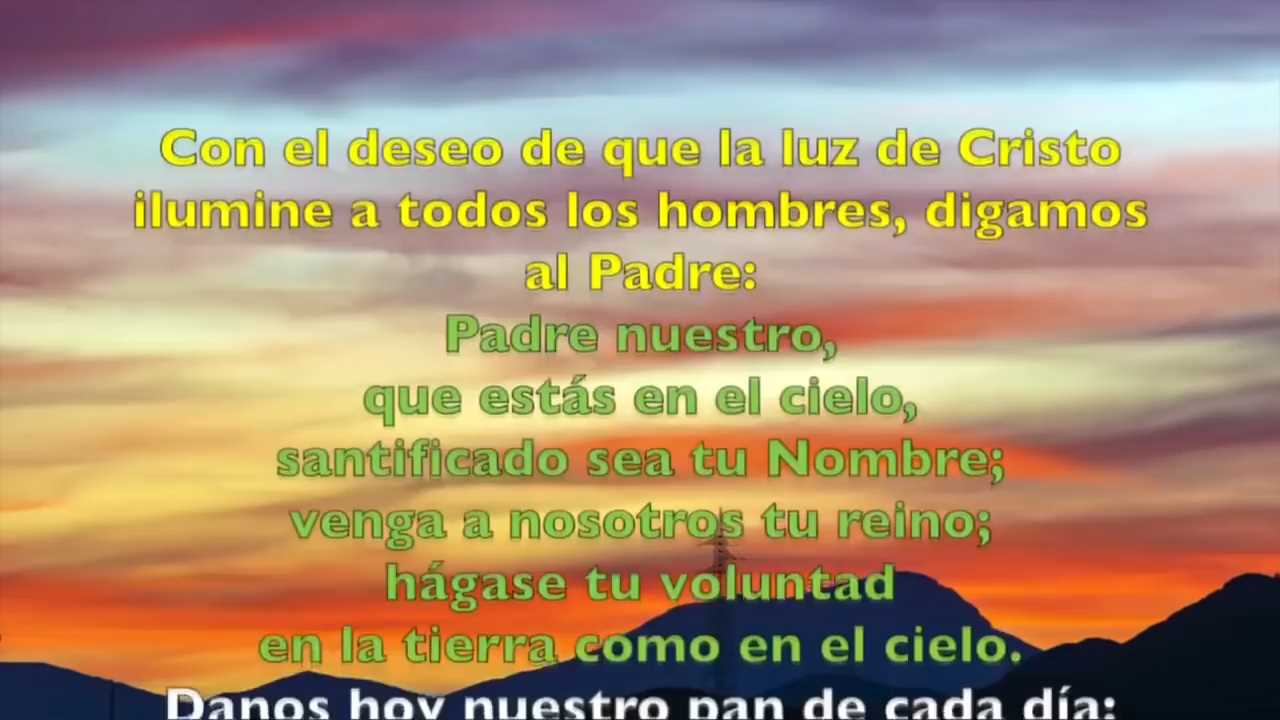 Con el deseo de que la luz de Cristo
ilumine a todos los hombres, digamos
al Padre:
Padre nuestro,
que estás en el cielo,
santificado sea tu Nombre;
venga a nosotros tu reino;
hágase tu voluntad
en la tierra como en el cielo.
Danos hoy nuestro pan de cada día;